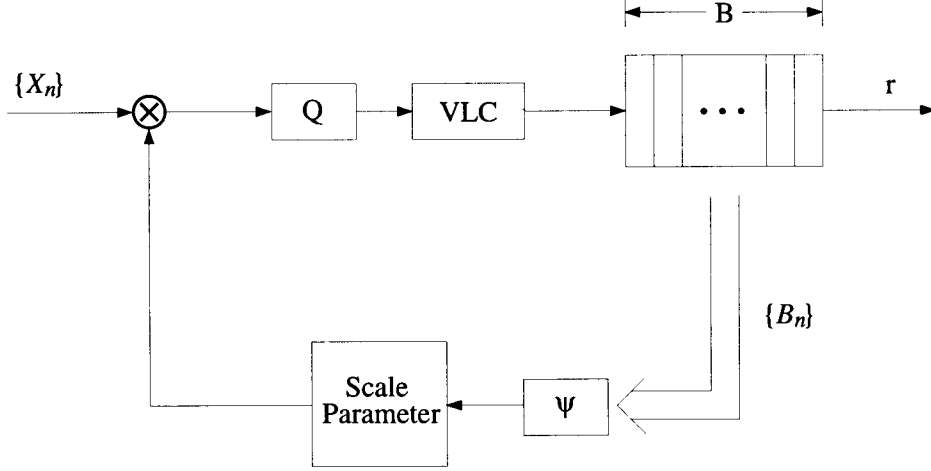 B
{Xn}
Q
VLC
• • •
r
{Bn}
Scale
Parameter
ψ